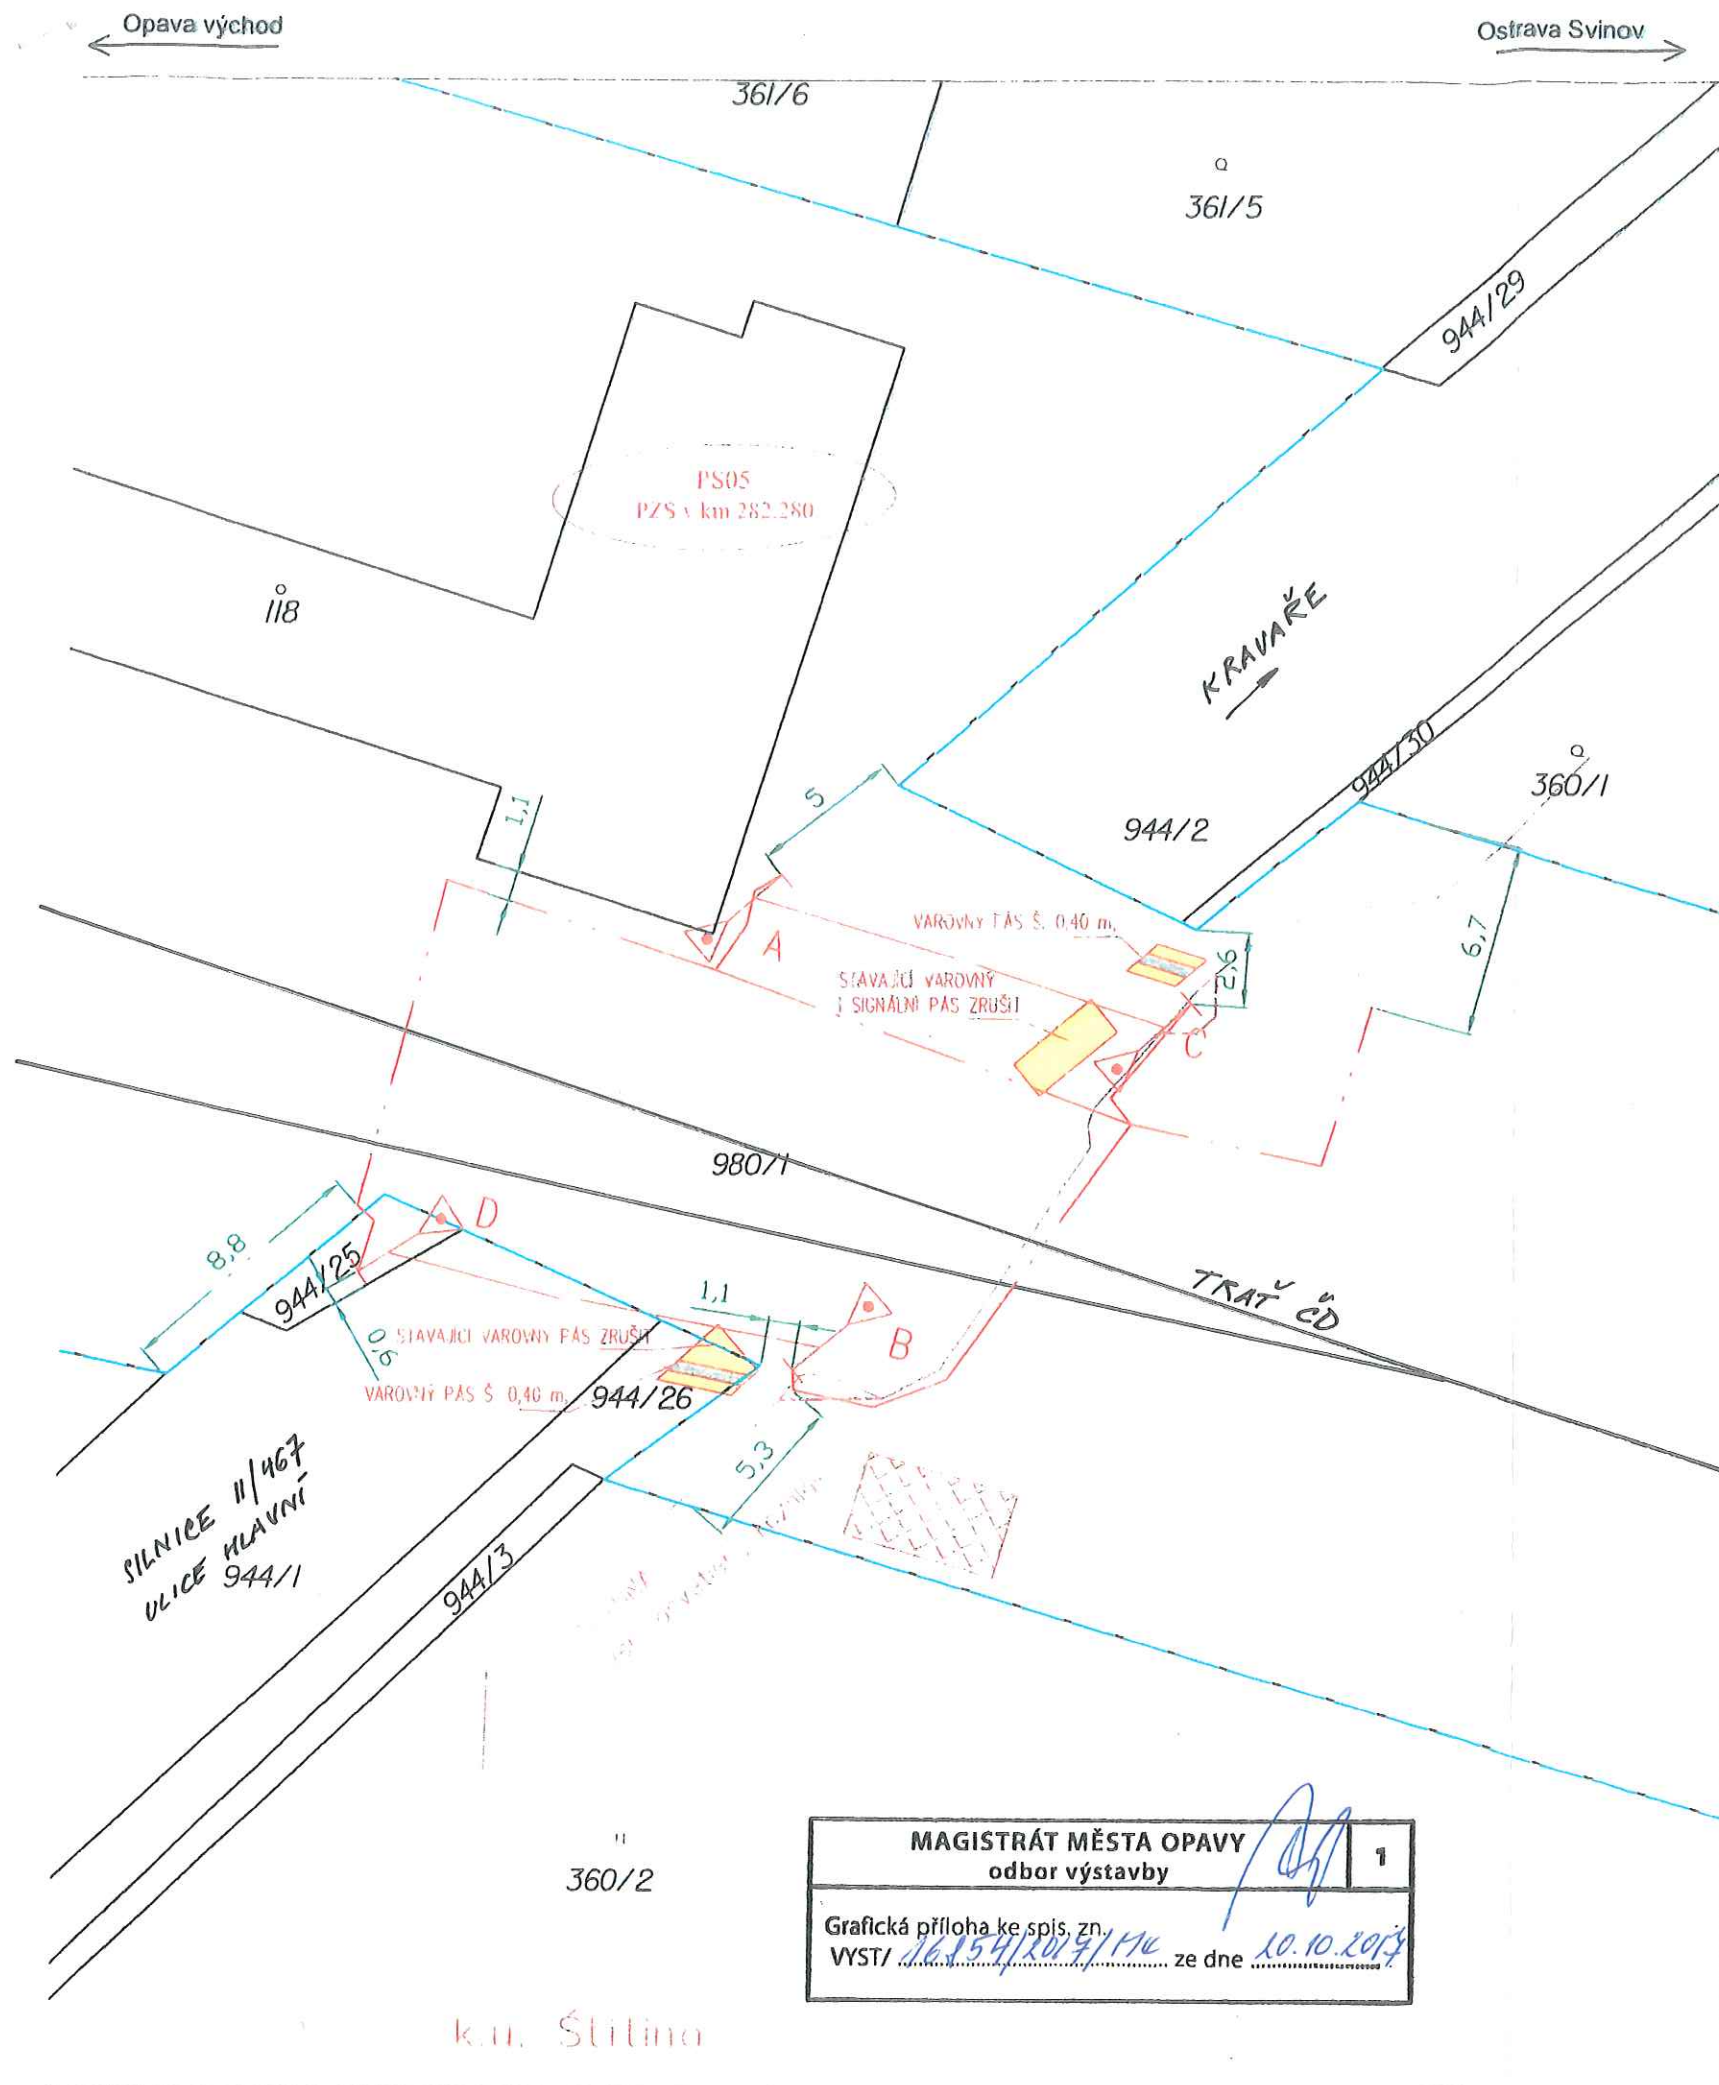 Opava východ
Ostrava Svinov
361/6
361/5
944/29
PS05
PZS v km 282.280
118
KRAVAŘE
944/30
360/1
5
1,1
944/2
VAROVNÝ PÁS Š. 0,40 m,
A
2,6
6,7
STÁVAJÍCÍ VAROVNÝ
I SIGNÁLNÍ PÁS ZRUŠIT
C
980/1
D
8,8
944/25
TRAŤ ČD
1,1
0,6
STÁVAJÍCÍ VAROVNÝ PÁS ZRUŠIT
B
VAROVNÝ PÁS Š 0,40 m,
944/26
5,3
SILNICE II/467
ULICE HLAVNÍ
944/1
944/3
360/2
MAGISTRÁT MĚSTA OPAVY
odbor výstavby
1
Grafická příloha ke spis. zn.
VYST/ ze dne 20.10.2017
k.ú. Štítina